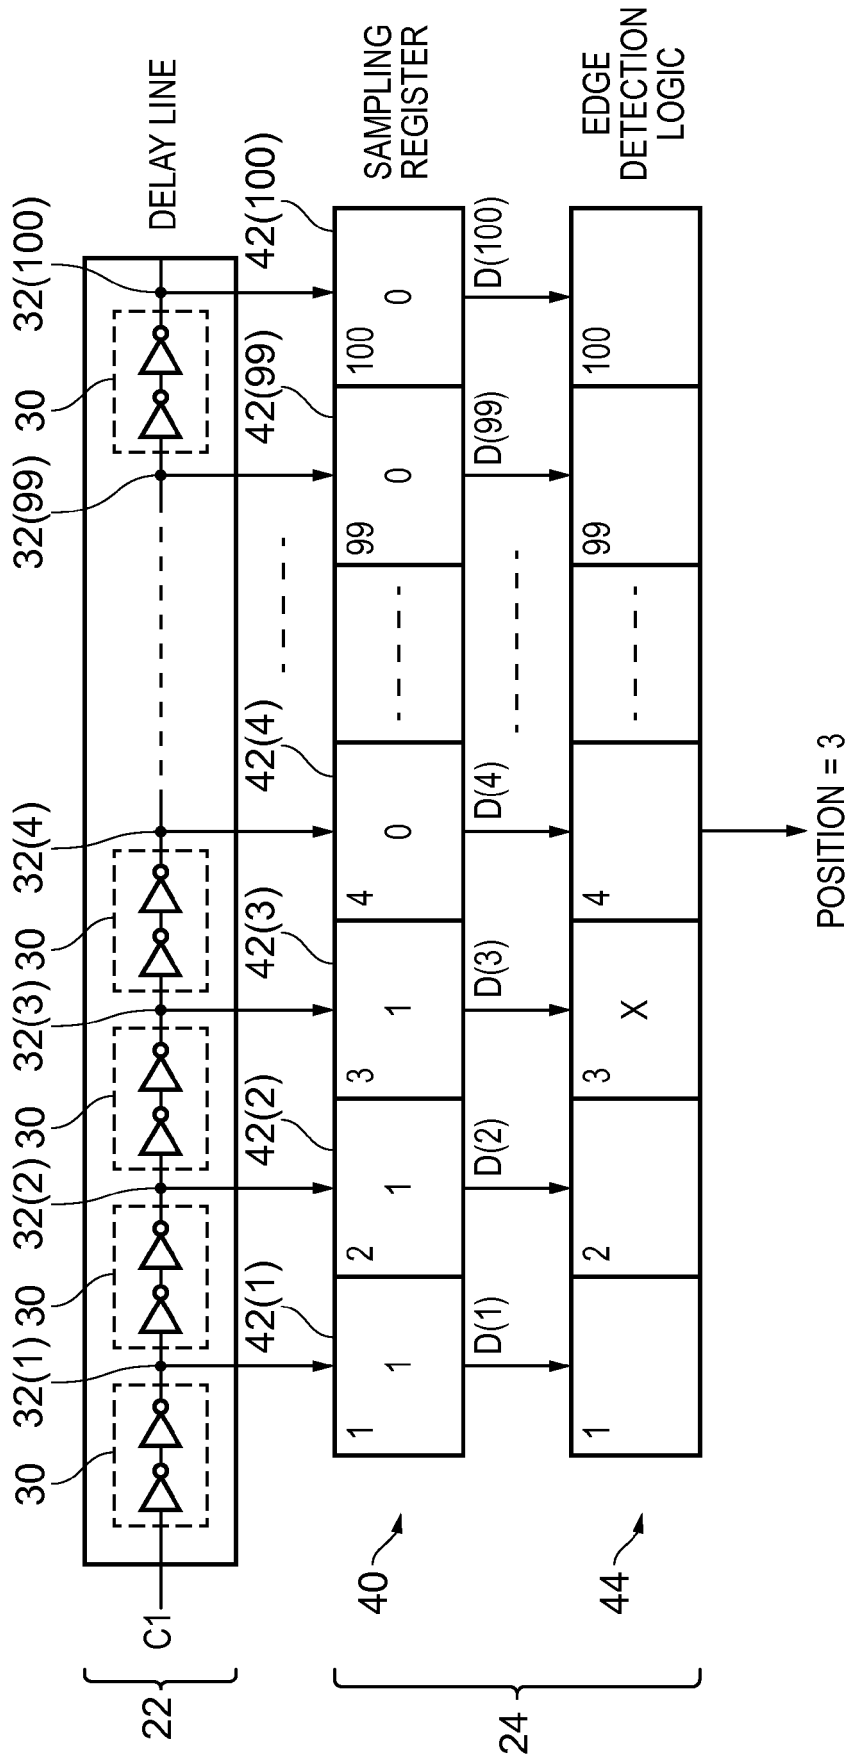 30 32(1) 30 32(2) 30 32(3) 30 32(4) 32(99) 30 32(100)
22
C1
DELAY LINE
42(1) 42(2) 42(3) 42(4) 42(99) 42(100)
1 2 3 4 99 100
1 1 1 0 0 0
SAMPLING
REGISTER
40
24
D(1) D(2) D(3) D(4) D(99) D(100)
1 2 3 4 99 100
X
EDGE
DETECTION
LOGIC
44
POSITION = 3